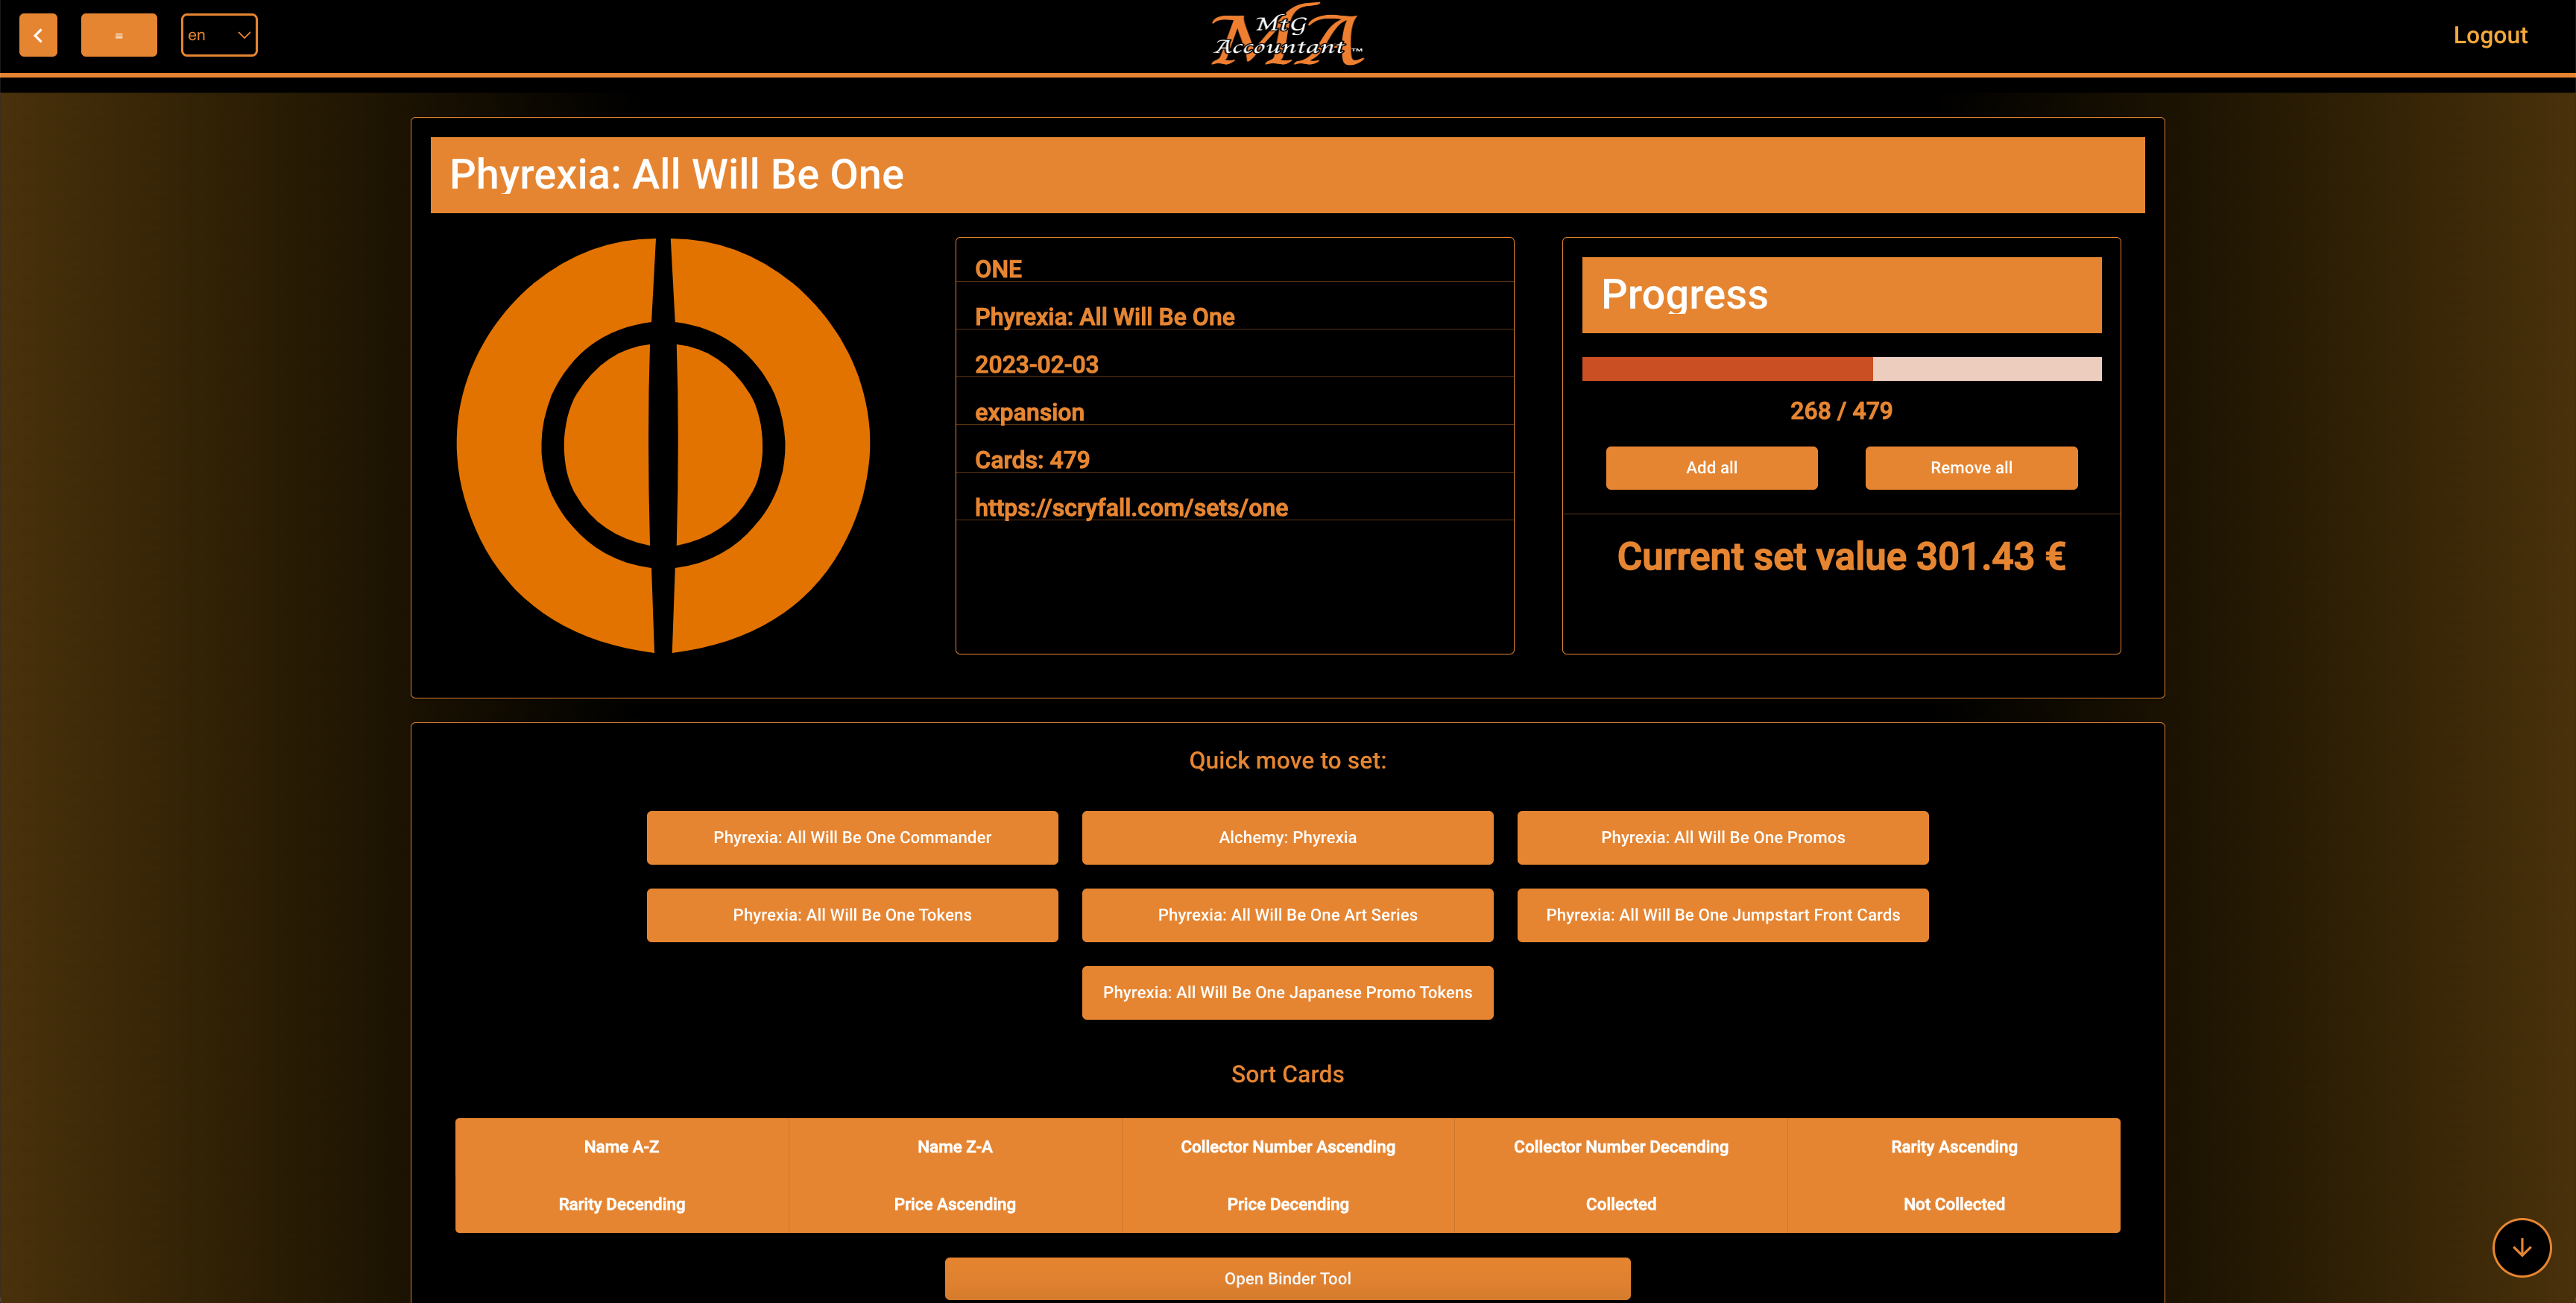 en
MtG
Accountant™
Logout
Phyrexia: All Will Be One
ONE
Phyrexia: All Will Be One
2023-02-03
expansion
Cards: 479
https://scryfall.com/sets/one
Progress
268 / 479
Add all
Remove all
Current set value 301.43 €
Quick move to set:
Phyrexia: All Will Be One Commander
Alchemy: Phyrexia
Phyrexia: All Will Be One Promos
Phyrexia: All Will Be One Tokens
Phyrexia: All Will Be One Art Series
Phyrexia: All Will Be One Jumpstart Front Cards
Phyrexia: All Will Be One Japanese Promo Tokens
Sort Cards
Name A-Z
Name Z-A
Collector Number Ascending
Collector Number Decending
Rarity Ascending
Rarity Decending
Price Ascending
Price Decending
Collected
Not Collected
Open Binder Tool